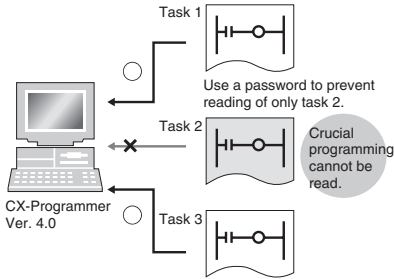 Task 1
Use a password to prevent
reading of only task 2.
Task 2
Crucial
programming
cannot be
read.
CX-Programmer
Ver. 4.0
Task 3